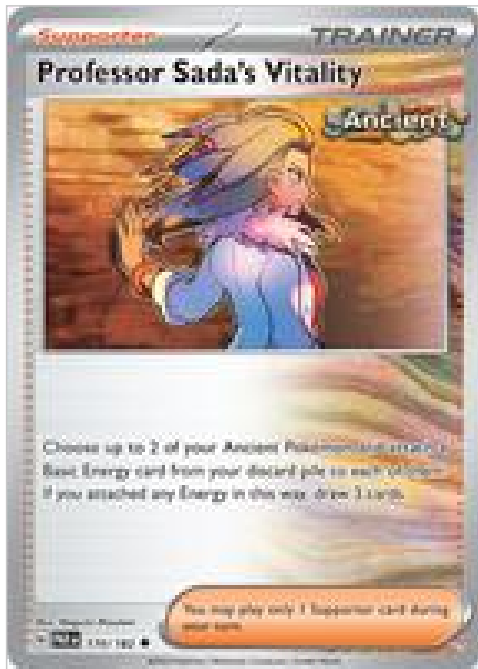 Supporter
TRAINER
Professor Sada's Vitality
Ancient
Choose up to 2 of your Ancient Pokémon and attach a
Basic Energy card from your discard pile to each of them.
If you attached any Energy in this way, draw 3 cards.
You may play only 1 Supporter card during
your turn.
170/182